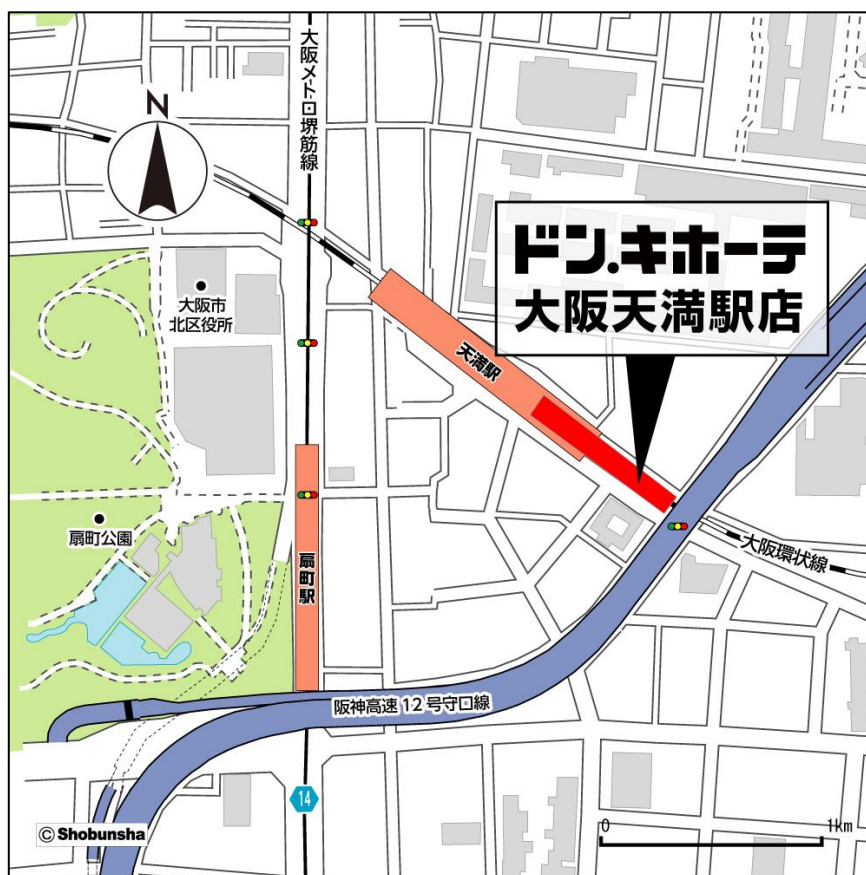 N
大阪メトロ堺筋線
ドン.キホーテ
大阪天満駅店
大阪市
北区役所
天満駅
扇町公園
扇町駅
大阪環状線
阪神高速12号守口線
14
0 1km
© Shobunsha